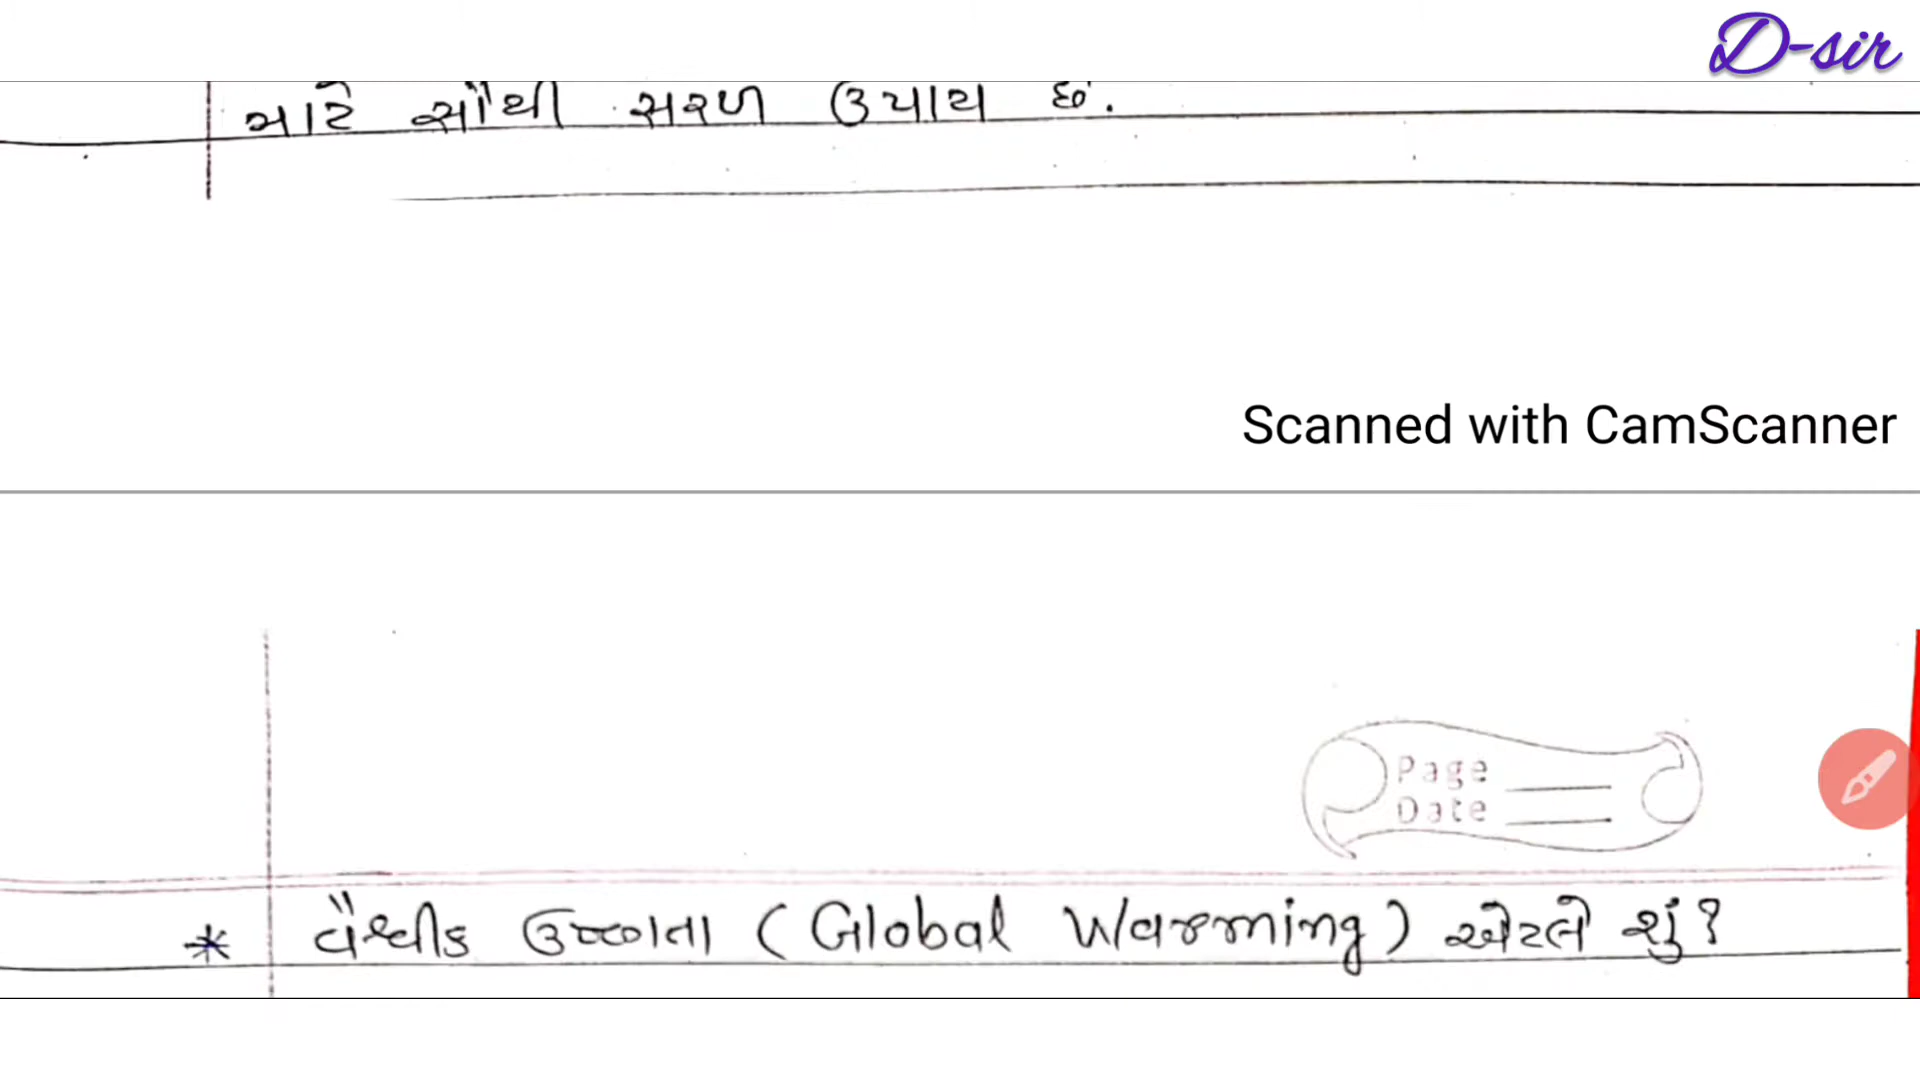 D-sir
માટે સૌથી સરળ ઉપાય છે.
Scanned with CamScanner
Page
Date
* વૈશ્વીક ઉષ્ણતા (Global Warming) એટલે શું?